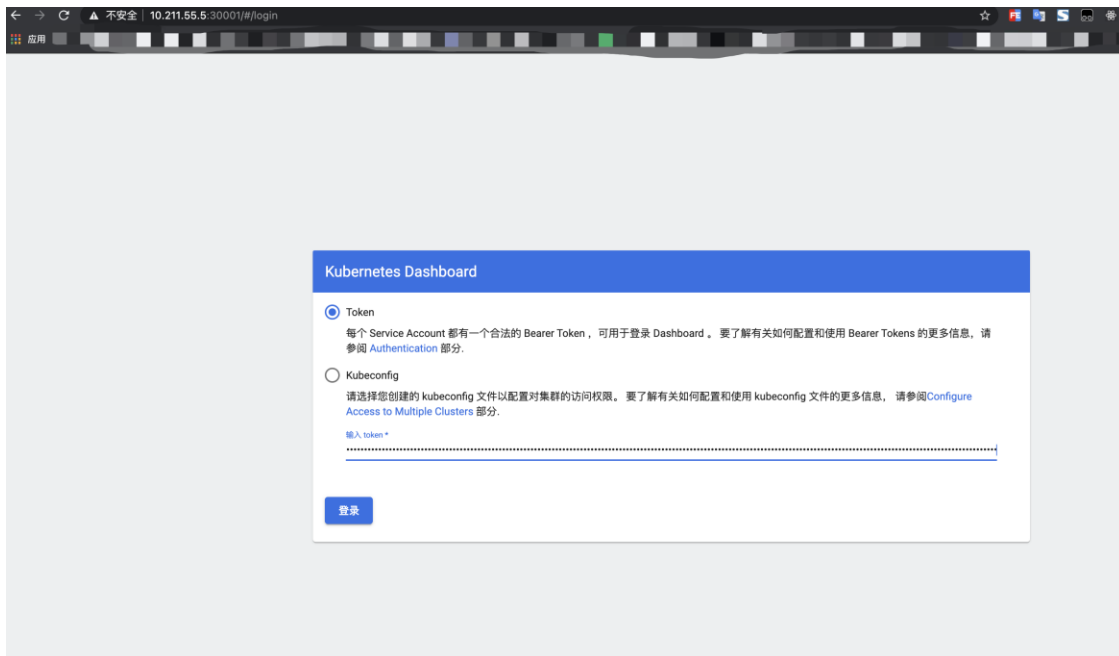 不安全 | 10.211.55.5:30001/#/login
应用
Kubernetes Dashboard
Token
每个 Service Account 都有一个合法的 Bearer Token ，可用于登录 Dashboard 。 要了解有关如何配置和使用 Bearer Tokens 的更多信息，请
参阅 Authentication 部分.
Kubeconfig
请选择您创建的 kubeconfig 文件以配置对集群的访问权限。 要了解有关如何配置和使用 kubeconfig 文件的更多信息， 请参阅Configure
Access to Multiple Clusters 部分.
输入 token *
登录